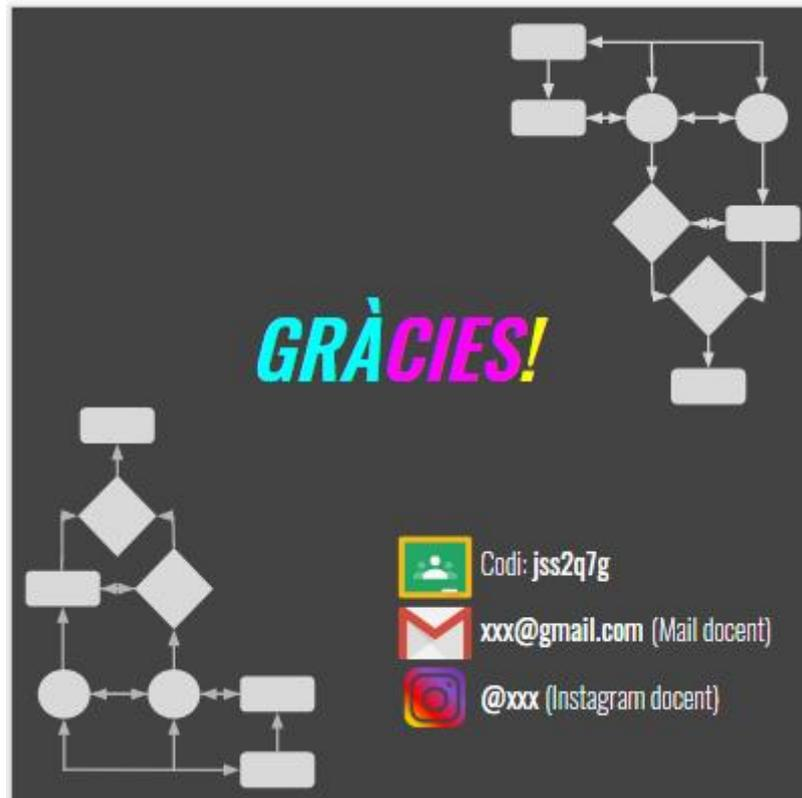 GRÀCIES!
Codi: jss2q7g
xxx@gmail.com (Mail docent)
@xxx (Instagram docent)